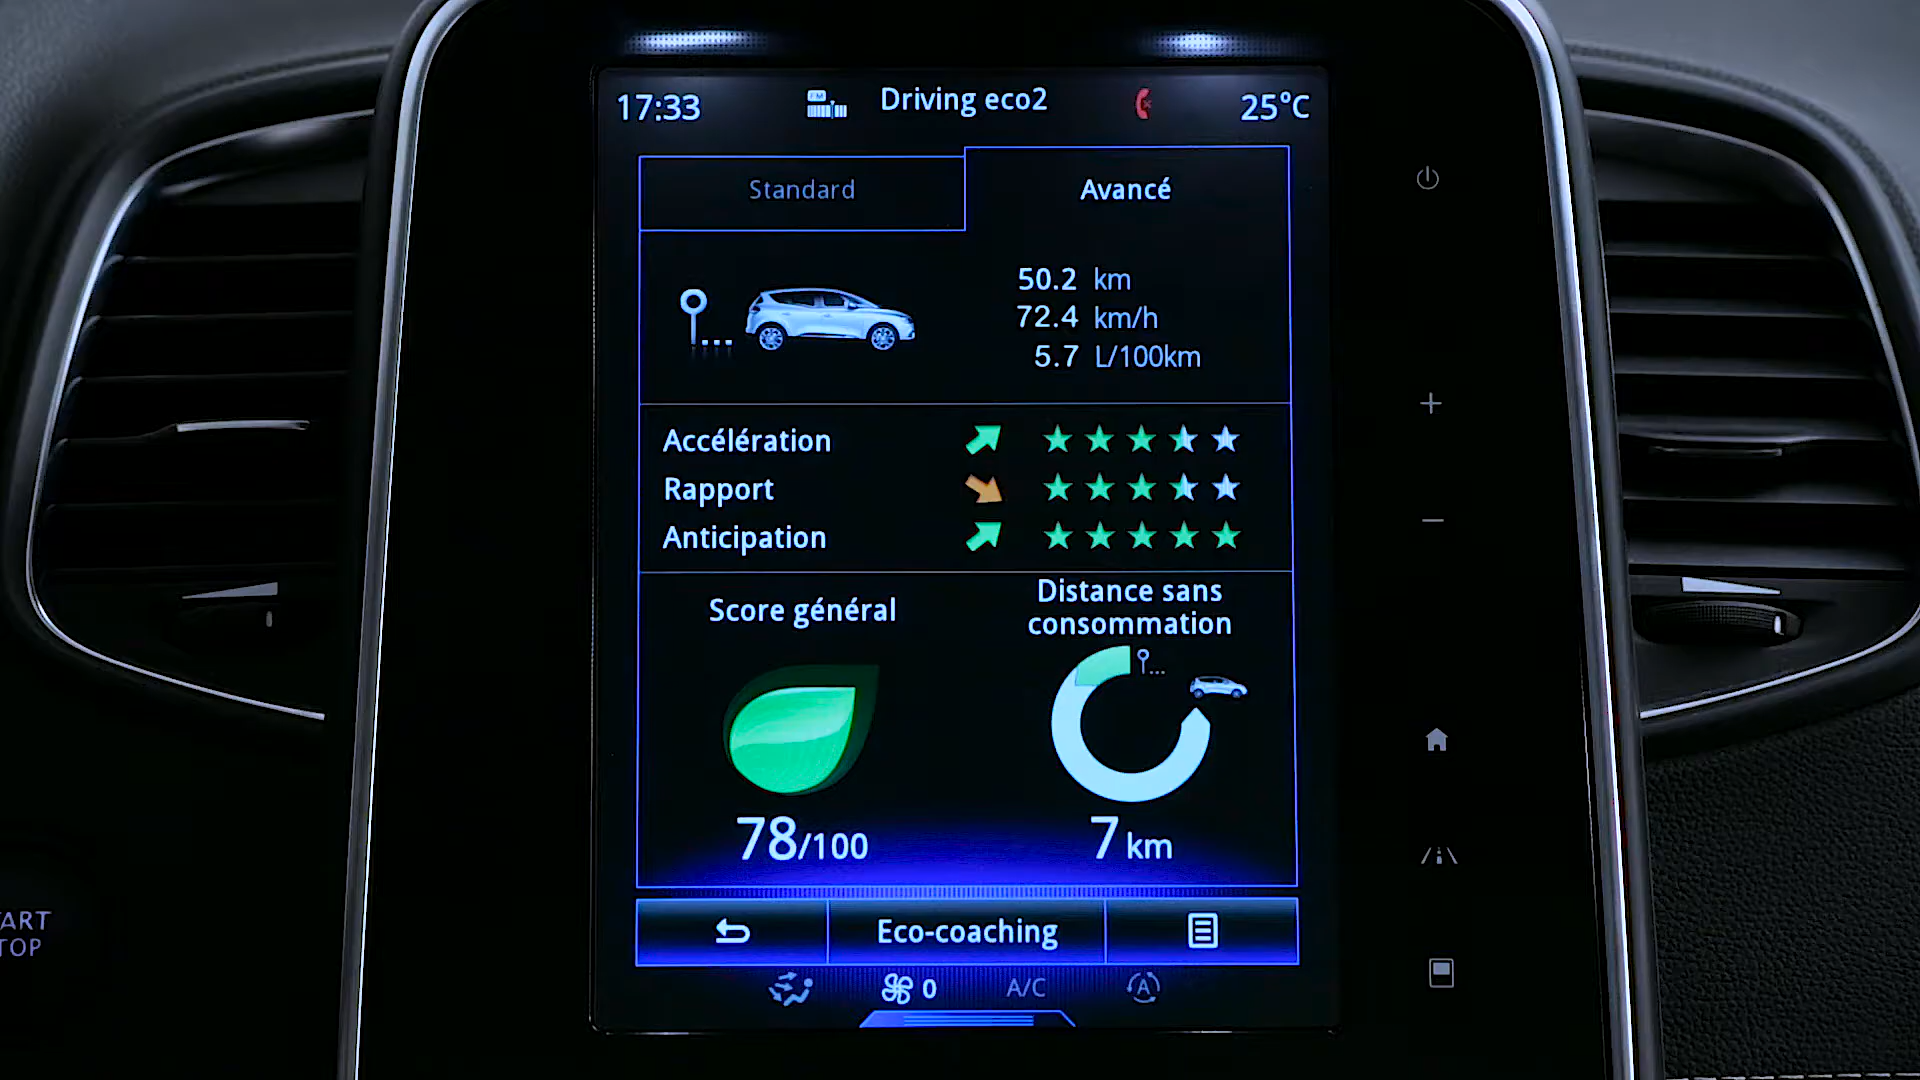 17:33 FM Driving eco2 25°C
Standard Avancé
50.2 km
72.4 km/h
5.7 L/100km
Accélération
Rapport
Anticipation
Score général
Distance sans
consommation
78/100 7 km
Eco-coaching
0 A/C A
ART
TOP